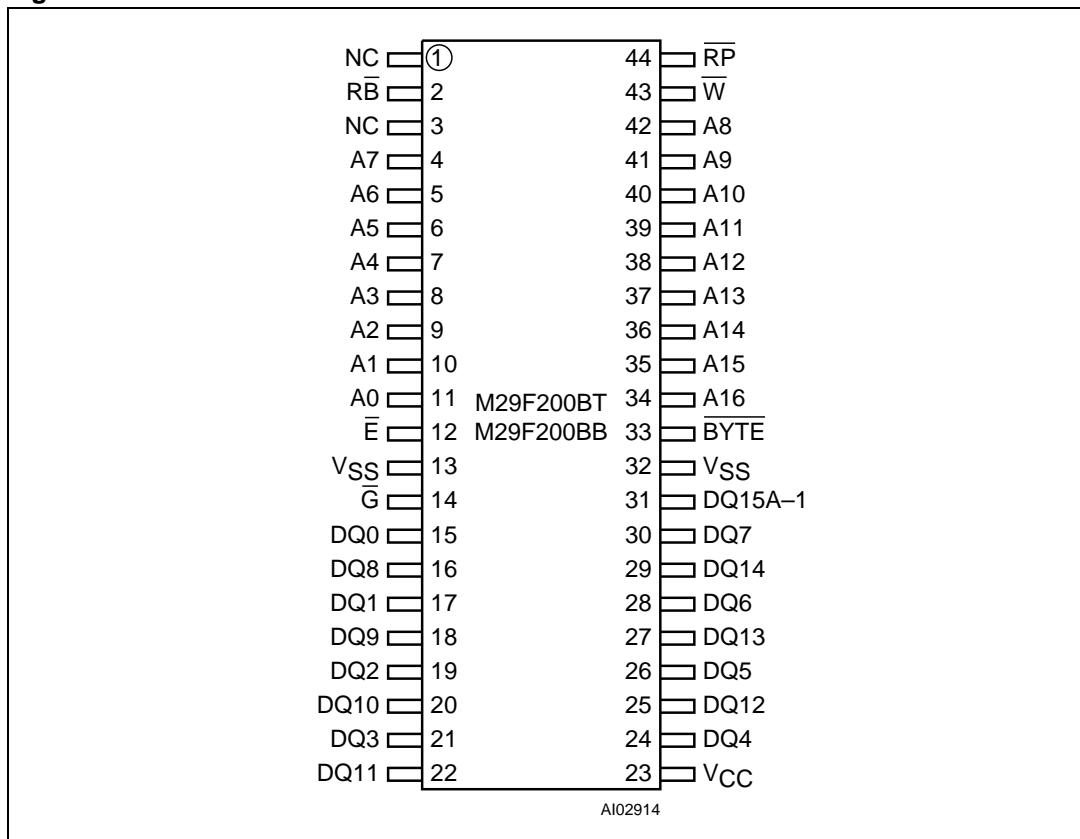 NC 1 44 R̅P̅
RB̅ 2 43 W̅
NC 3 42 A8
A7 4 41 A9
A6 5 40 A10
A5 6 39 A11
A4 7 38 A12
A3 8 37 A13
A2 9 36 A14
A1 10 35 A15
A0 11 M29F200BT 34 A16
E̅ 12 M29F200BB 33 B̅Y̅T̅E̅
VSS 13 32 VSS
G̅ 14 31 DQ15A–1
DQ0 15 30 DQ7
DQ8 16 29 DQ14
DQ1 17 28 DQ6
DQ9 18 27 DQ13
DQ2 19 26 DQ5
DQ10 20 25 DQ12
DQ3 21 24 DQ4
DQ11 22 23 VCC
AI02914